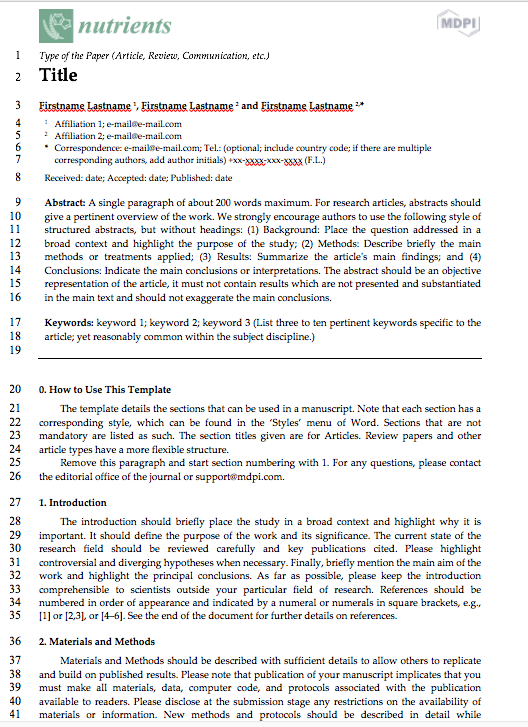 nutrients
MDPI
1 Type of the Paper (Article, Review, Communication, etc.)
2 Title
3 Firstname Lastname ¹, Firstname Lastname ² and Firstname Lastname ²,*
4 ¹ Affiliation 1; e-mail@e-mail.com
5 ² Affiliation 2; e-mail@e-mail.com
6 * Correspondence: e-mail@e-mail.com; Tel.: (optional; include country code; if there are multiple
7 corresponding authors, add author initials) +xx-xxxx-xxx-xxxx (F.L.)
8 Received: date; Accepted: date; Published: date
9 Abstract: A single paragraph of about 200 words maximum. For research articles, abstracts should
10 give a pertinent overview of the work. We strongly encourage authors to use the following style of
11 structured abstracts, but without headings: (1) Background: Place the question addressed in a
12 broad context and highlight the purpose of the study; (2) Methods: Describe briefly the main
13 methods or treatments applied; (3) Results: Summarize the article's main findings; and (4)
14 Conclusions: Indicate the main conclusions or interpretations. The abstract should be an objective
15 representation of the article, it must not contain results which are not presented and substantiated
16 in the main text and should not exaggerate the main conclusions.
17 Keywords: keyword 1; keyword 2; keyword 3 (List three to ten pertinent keywords specific to the
18 article; yet reasonably common within the subject discipline.)
19
20 0. How to Use This Template
21 The template details the sections that can be used in a manuscript. Note that each section has a
22 corresponding style, which can be found in the ‘Styles’ menu of Word. Sections that are not
23 mandatory are listed as such. The section titles given are for Articles. Review papers and other
24 article types have a more flexible structure.
25 Remove this paragraph and start section numbering with 1. For any questions, please contact
26 the editorial office of the journal or support@mdpi.com.
27 1. Introduction
28 The introduction should briefly place the study in a broad context and highlight why it is
29 important. It should define the purpose of the work and its significance. The current state of the
30 research field should be reviewed carefully and key publications cited. Please highlight
31 controversial and diverging hypotheses when necessary. Finally, briefly mention the main aim of the
32 work and highlight the principal conclusions. As far as possible, please keep the introduction
33 comprehensible to scientists outside your particular field of research. References should be
34 numbered in order of appearance and indicated by a numeral or numerals in square brackets, e.g.,
35 [1] or [2,3], or [4–6]. See the end of the document for further details on references.
36 2. Materials and Methods
37 Materials and Methods should be described with sufficient details to allow others to replicate
38 and build on published results. Please note that publication of your manuscript implicates that you
39 must make all materials, data, computer code, and protocols associated with the publication
40 available to readers. Please disclose at the submission stage any restrictions on the availability of
41 materials or information. New methods and protocols should be described in detail while